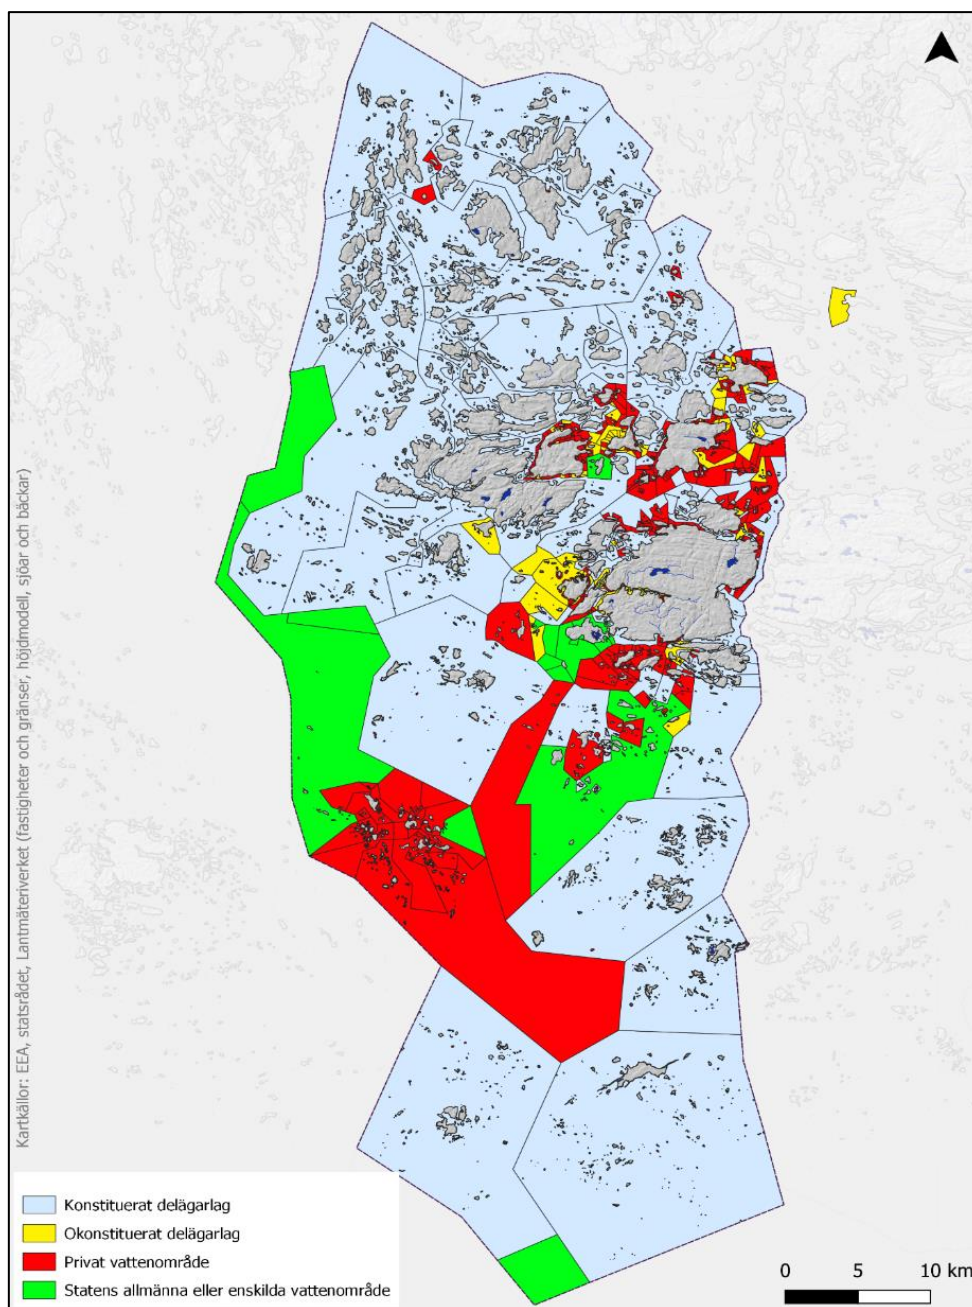 Kartkällor: EEA, statsrådet, Lantmäteriverket (fastigheter och gränser, höjdmodell, sjöar och bäckar)
Konstituerat delägarlag
Okonstituerat delägarlag
Privat vattenområde
Statens allmänna eller enskilda vattenområde
0 5 10 km